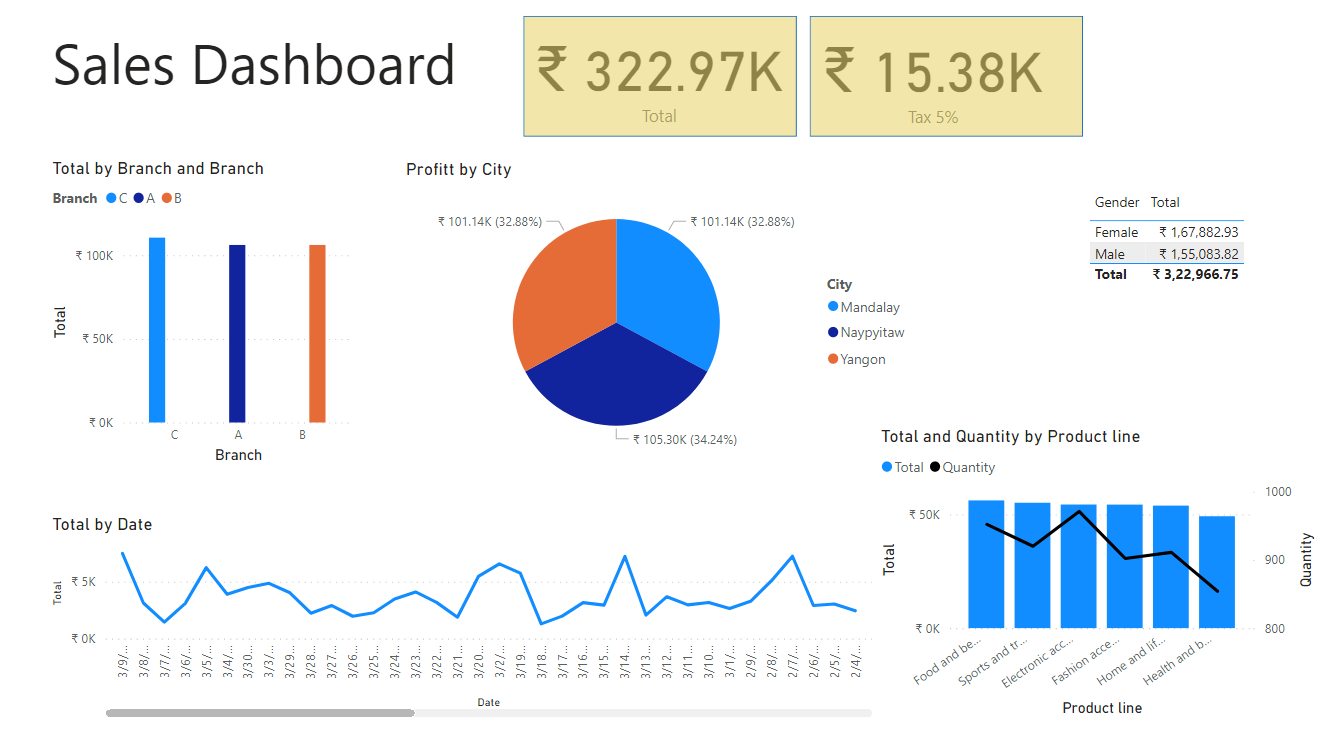 Sales Dashboard
₹ 322.97K
Total
₹ 15.38K
Tax 5%
Total by Branch and Branch
Branch C A B
₹ 100K
₹ 50K
₹ 0K
Total
C A B
Branch
Profitt by City
₹ 101.14K (32.88%)
₹ 101.14K (32.88%)
₹ 105.30K (34.24%)
City
Mandalay
Naypyitaw
Yangon
Gender Total
Female ₹ 1,67,882.93
Male ₹ 1,55,083.82
Total ₹ 3,22,966.75
Total by Date
Total
₹ 5K
₹ 0K
3/9/...
3/8/...
3/7/...
3/6/...
3/5/...
3/4/...
3/30...
3/3/...
3/29...
3/28...
3/27...
3/26...
3/25...
3/24...
3/23...
3/22...
3/21...
3/20...
3/2/...
3/19...
3/18...
3/17...
3/16...
3/15...
3/14...
3/13...
3/12...
3/11...
3/10...
3/1/...
2/9/...
2/8/...
2/7/...
2/6/...
2/5/...
2/4/...
Date
Total and Quantity by Product line
Total Quantity
₹ 50K
₹ 0K
Total
1000
900
800
Quantity
Food and be...
Sports and tr...
Electronic acc...
Fashion acce...
Home and lif...
Health and b...
Product line